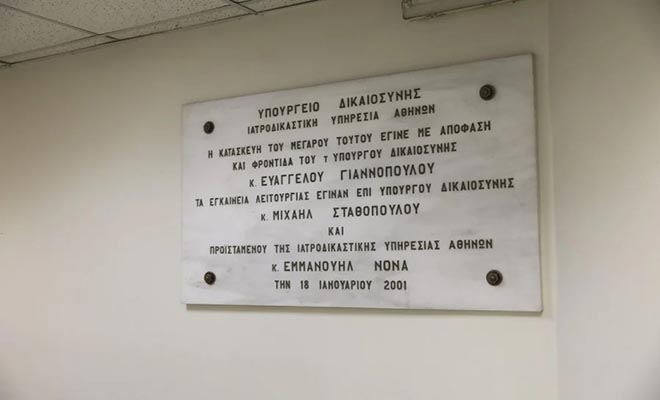 ΥΠΟΥΡΓΕΙΟ ΔΙΚΑΙΟΣΥΝΗΣ
ΙΑΤΡΟΔΙΚΑΣΤΙΚΗ ΥΠΗΡΕΣΙΑ ΑΘΗΝΩΝ
Η ΚΑΤΑΣΚΕΥΗ ΤΟΥ ΜΕΓΑΡΟΥ ΤΟΥΤΟΥ ΕΓΙΝΕ ΜΕ ΑΠΟΦΑΣΗ
ΚΑΙ ΦΡΟΝΤΙΔΑ ΤΟΥ τ ΥΠΟΥΡΓΟΥ ΔΙΚΑΙΟΣΥΝΗΣ
κ. ΕΥΑΓΓΕΛΟΥ ΓΙΑΝΝΟΠΟΥΛΟΥ
ΤΑ ΕΓΚΑΙΝΕΙΑ ΛΕΙΤΟΥΡΓΙΑΣ ΕΓΙΝΑΝ ΕΠΙ ΥΠΟΥΡΓΟΥ ΔΙΚΑΙΟΣΥΝΗΣ
κ. ΜΙΧΑΗΛ ΣΤΑΘΟΠΟΥΛΟΥ
ΚΑΙ
ΠΡΟΪΣΤΑΜΕΝΟΥ ΤΗΣ ΙΑΤΡΟΔΙΚΑΣΤΙΚΗΣ ΥΠΗΡΕΣΙΑΣ ΑΘΗΝΩΝ
κ. ΕΜΜΑΝΟΥΗΛ ΝΟΝΑ
ΤΗΝ 18 ΙΑΝΟΥΑΡΙΟΥ 2001